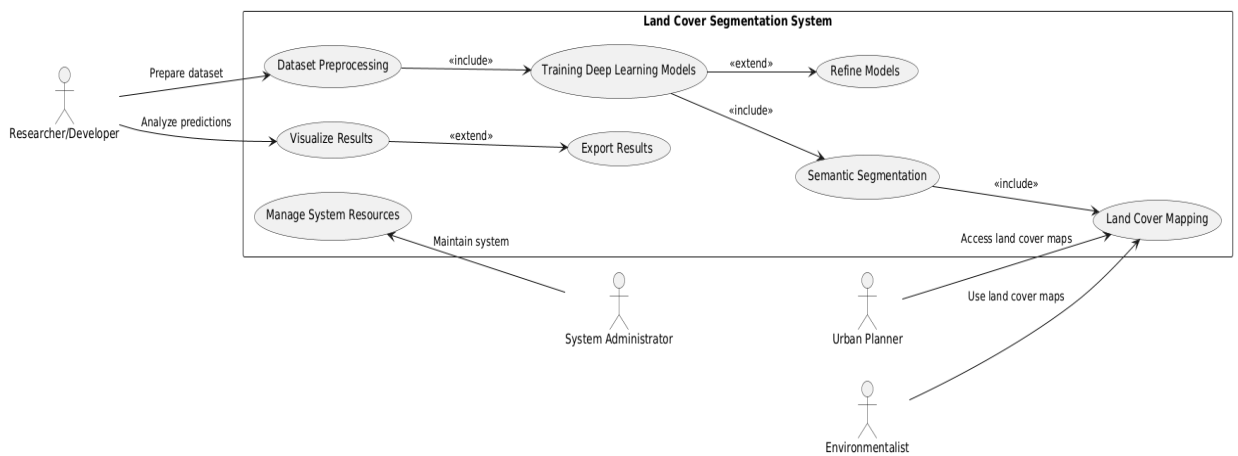 Land Cover Segmentation System
Dataset Preprocessing
«include»
Training Deep Learning Models
«extend»
Refine Models
Prepare dataset
Researcher/Developer
Analyze predictions
Visualize Results
«extend»
Export Results
«include»
Semantic Segmentation
«include»
Manage System Resources
Land Cover Mapping
Maintain system
Access land cover maps
System Administrator
Urban Planner
Use land cover maps
Environmentalist